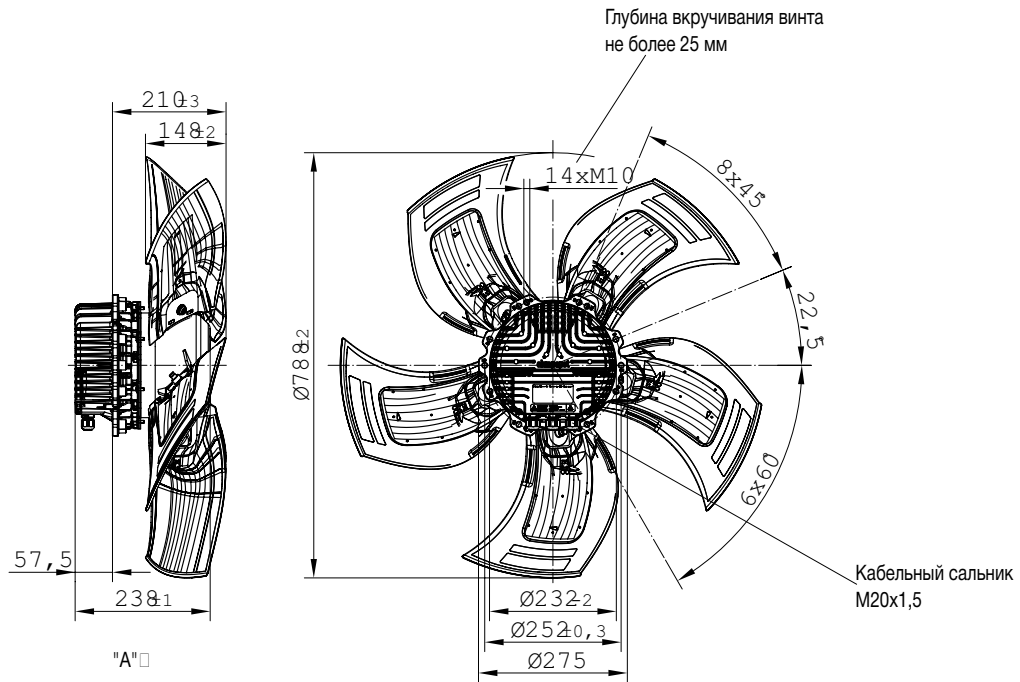 Глубина вкручивания винта
не более 25 мм
210±3
148±2
14xM10
8x45°
22,5°
Ø788±2
6x60°
57,5
238±1
Ø232±2
Ø252±0,3
Ø275
Кабельный сальник
M20x1,5
"A"